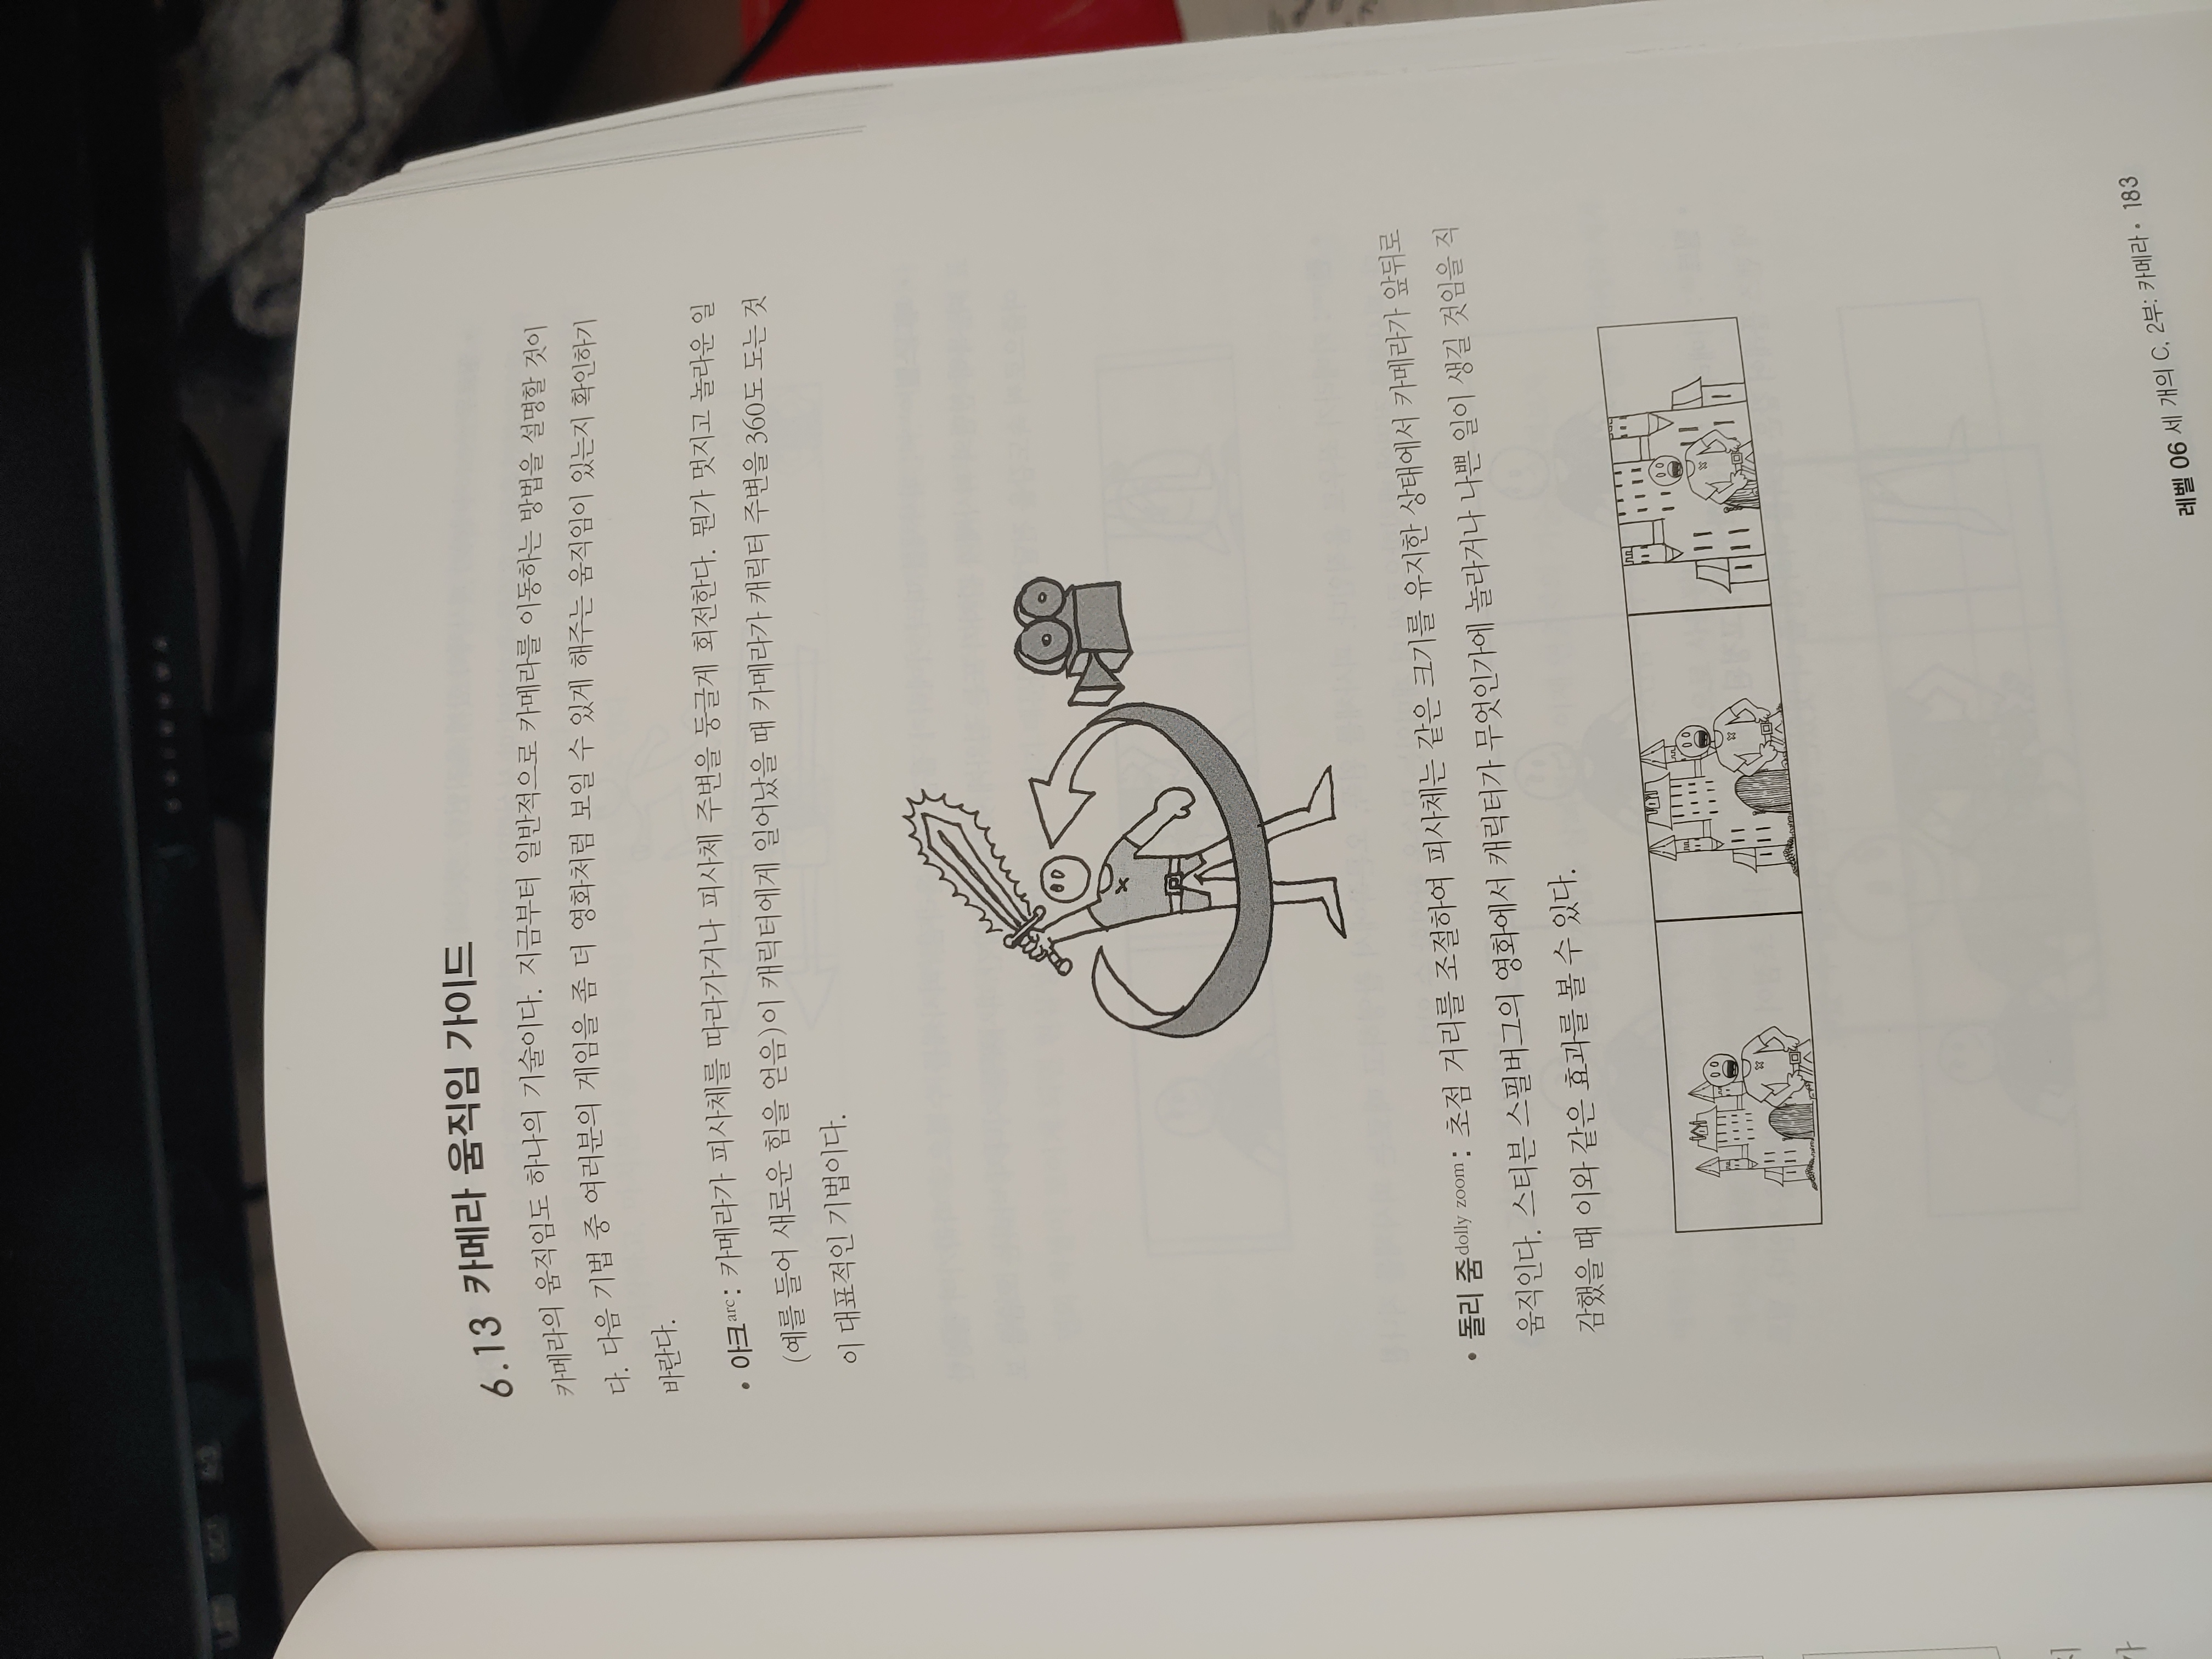 6.13 카메라 움직임 가이드
카메라의 움직임도 하나의 기술이다. 지금부터 일반적으로 카메라를 이동하는 방법을 설명할 것이
다. 다음 기법 중 여러분의 게임을 좀 더 영화처럼 보일 수 있게 해주는 움직임이 있는지 확인하기
바란다.
• 아크arc: 카메라가 피사체를 따라가거나 피사체 주변을 둥글게 회전한다. 뭔가 멋지고 놀라운 일
(예를 들어 새로운 힘을 얻음)이 캐릭터에게 일어났을 때 카메라가 캐릭터 주변을 360도 도는 것
이 대표적인 기법이다.
• 돌리 줌dolly zoom: 초점 거리를 조절하여 피사체는 같은 크기를 유지한 상태에서 카메라가 앞뒤로
움직인다. 스티븐 스필버그의 영화에서 캐릭터가 무엇인가에 놀라거나 나쁜 일이 생길 것임을 직
감했을 때 이와 같은 효과를 볼 수 있다.
지
가
레벨 06 세 개의 C, 2부: 카메라 • 183